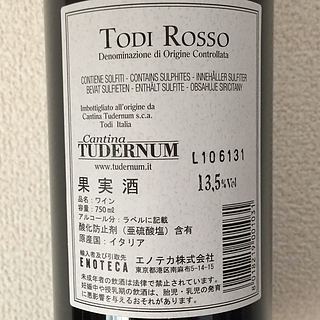 TODI ROSSO
Denominazione di Origine Controllata
CONTIENE SOLFITI - CONTAINS SULPHITES - INNEHÅLLER SULFITER
BEVAT SULFIETEN - ENTHÄLT SULFITE - OBSAHUJE SIRICITANY
Imbottigliato all'origine da
Cantina Tudernum s.c.a.
Todi Italia
Cantina
TUDERNUM
www.tudernum.it
L106131
13,5%Vol
果実酒
品名:ワイン
容量:750㎖
アルコール分:ラベルに記載
酸化防止剤(亜硫酸塩)含有
原産国:イタリア
輸入者及び引取先
ENOTECA
エノテカ株式会社
東京都港区南麻布5-14-15
未成年者の飲酒は法律で禁止されています。
妊娠中や授乳期の飲酒は、胎児・乳児の発育
に悪影響を与えるおそれがあります。